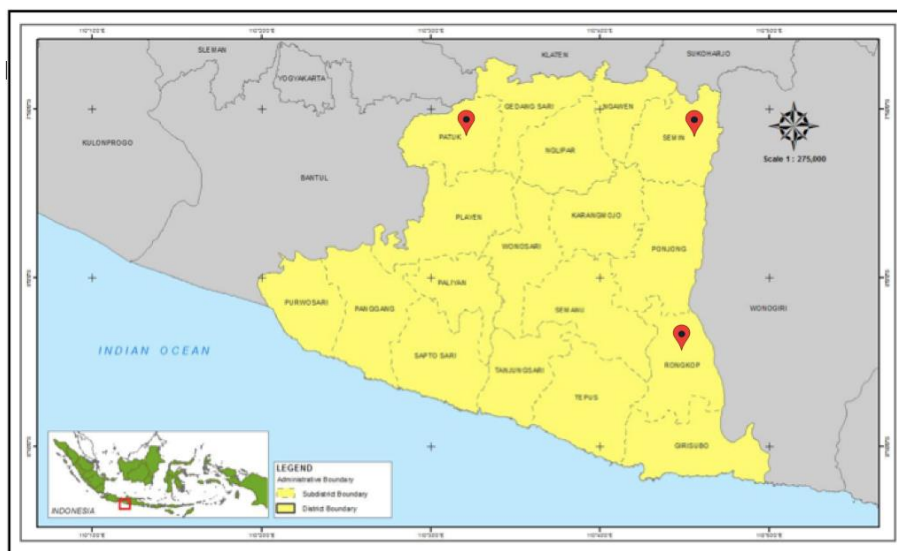 SLEMAN
KLATEN
SUKOHARJO
YOGYAKARTA
GEDANG SARI
NGAWEN
PATUK
SEMIN
KULONPROGO
NGLIPAR
Scale 1 : 275,000
BANTUL
PLAYEN
KARANGMOJO
WONOSARI
PONJONG
PALIYAN
PURWOSARI
PANGGANG
SEMANU
WONOGIRI
INDIAN OCEAN
SAPTO SARI
RONGKOP
TANJUNGSARI
TEPUS
GIRISUBO
LEGEND
Administrative Boundary
Subdistrict Boundary
District Boundary
INDONESIA